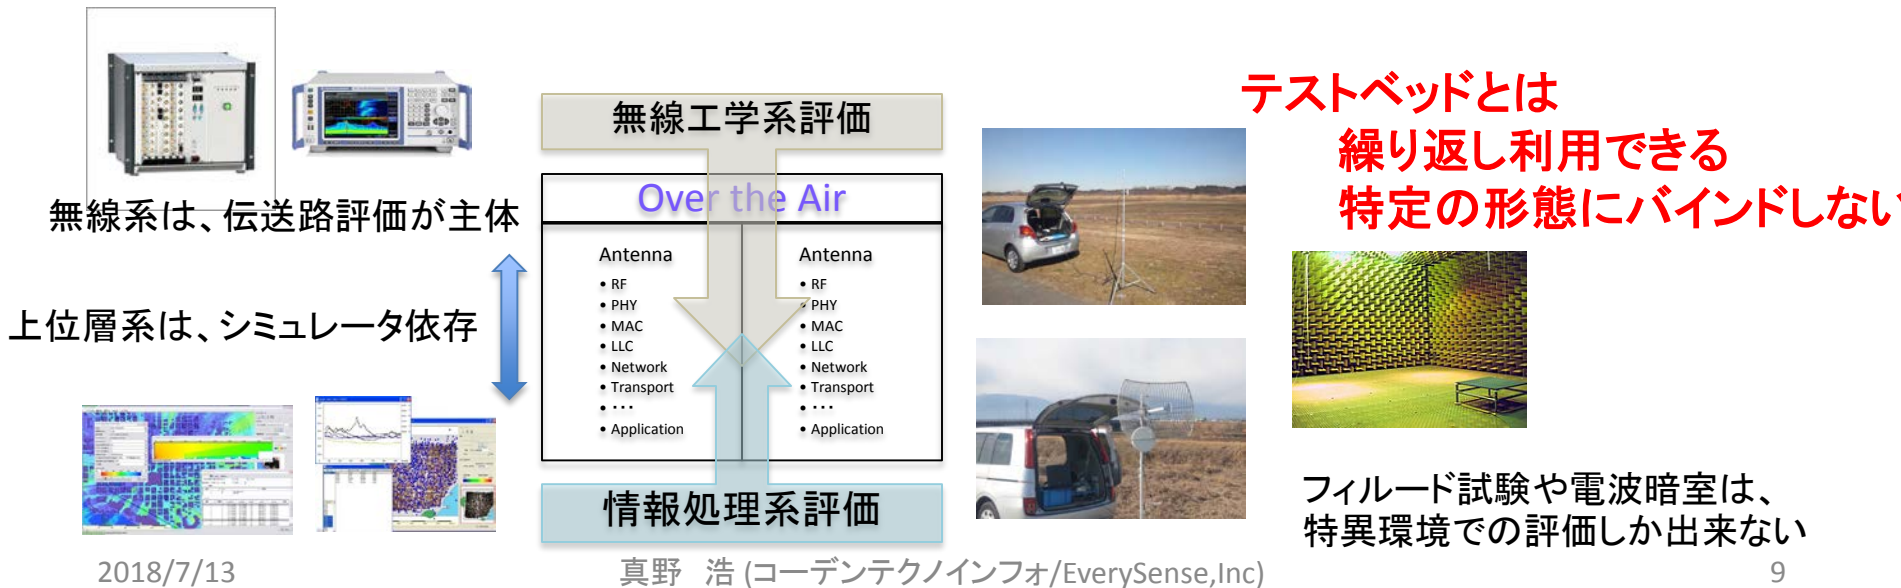 無線系は、伝送路評価が主体
上位層系は、シミュレータ依存
無線工学系評価
Over the Air
Antenna
• RF
• PHY
• MAC
• LLC
• Network
• Transport
• ・・・
• Application
Antenna
• RF
• PHY
• MAC
• LLC
• Network
• Transport
• ・・・
• Application
情報処理系評価
テストベッドとは
繰り返し利用できる
特定の形態にバインドしない
フィルード試験や電波暗室は、
特異環境での評価しか出来ない
2018/7/13
真野 浩 (コーデンテクノインフォ/EverySense,Inc)
9